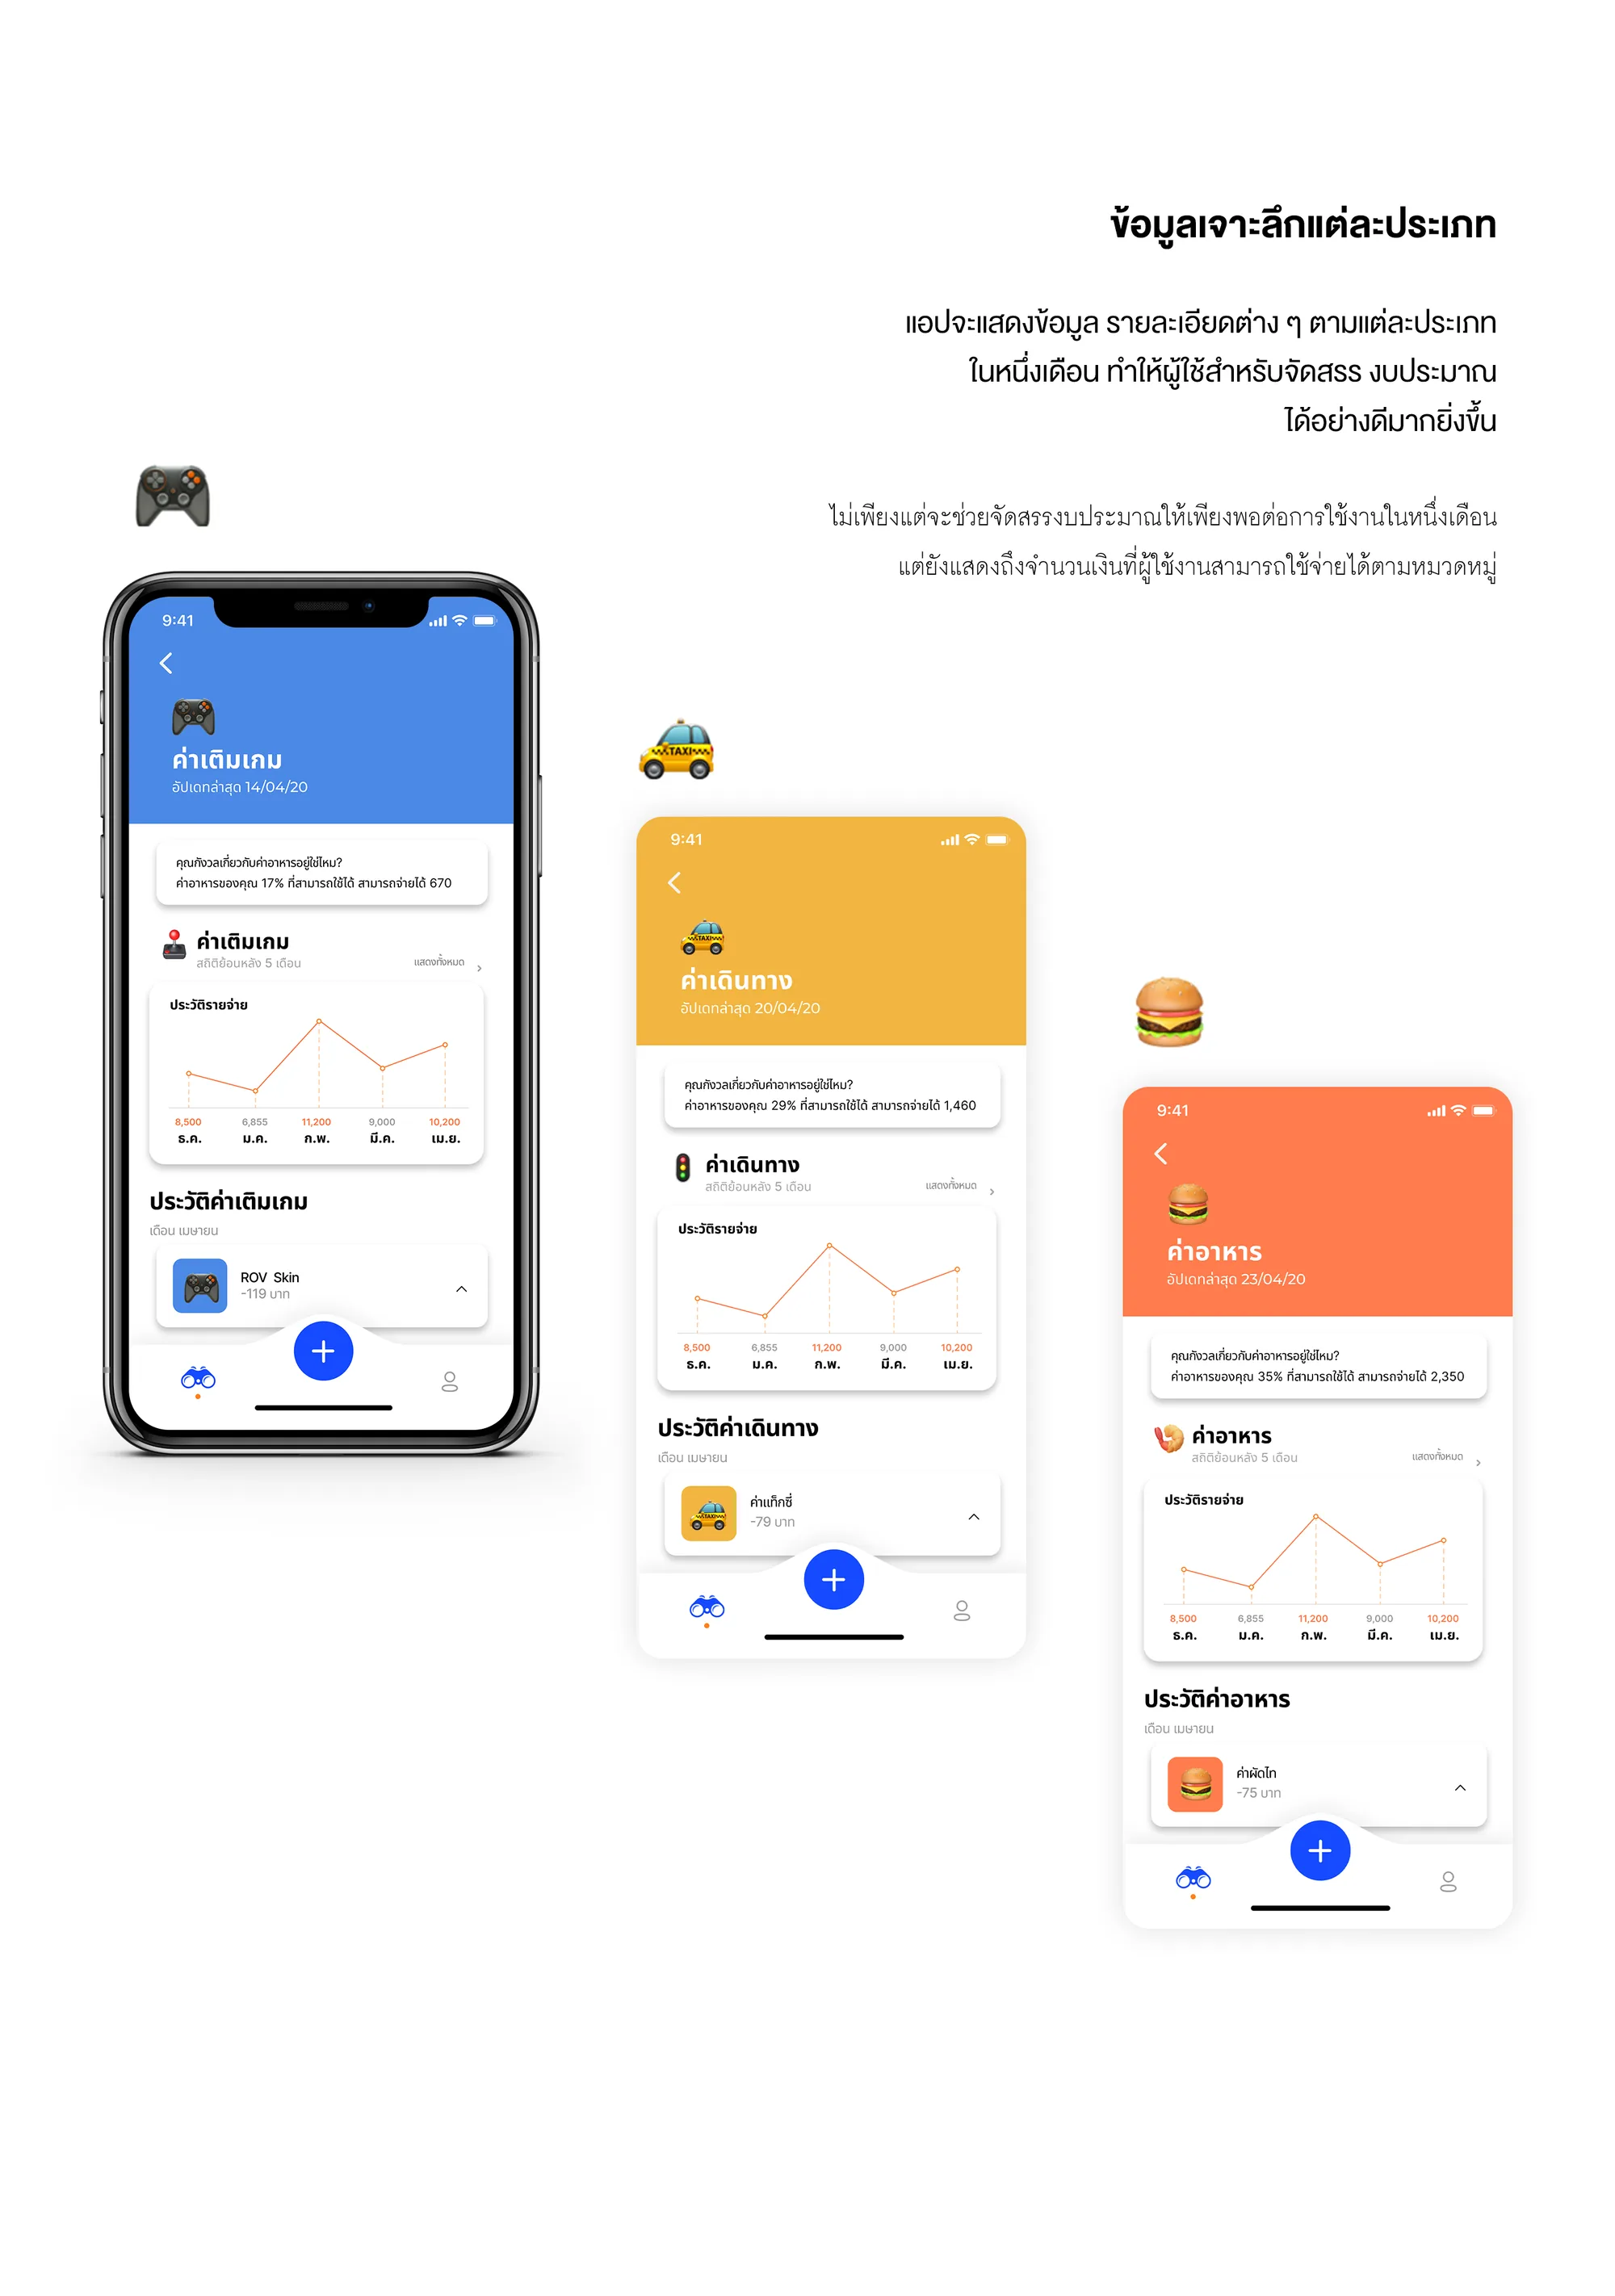 ข้อมูลเจาะลึกแต่ละประเภท
แอปจะแสดงข้อมูล รายละเอียดต่าง ๆ ตามแต่ละประเภท
ในหนึ่งเดือน ทำให้ผู้ใช้สำหรับจัดสรร งบประมาณ
ได้อย่างดีมากยิ่งขึ้น
ไม่เพียงแต่จะช่วยจัดสรรงบประมาณให้เพียงพอต่อการใช้งานในหนึ่งเดือน
แต่ยังแสดงถึงจำนวนเงินที่ผู้ใช้งานสามารถใช้จ่ายได้ตามหมวดหมู่
9:41
ค่าเติมเกม
อัปเดทล่าสุด 14/04/20
คุณกังวลเกี่ยวกับค่าอาหารอยู่ใช่ไหม?
ค่าอาหารของคุณ 17% ที่สามารถใช้ได้ สามารถจ่ายได้ 670
ค่าเติมเกม
สถิติย้อนหลัง 5 เดือน
แสดงทั้งหมด
ประวัติรายจ่าย
8,500 6,855 11,200 9,000 10,200
ธ.ค. ม.ค. ก.พ. มี.ค. เม.ย.
ประวัติค่าเติมเกม
เดือน เมษายน
ROV Skin
-119 บาท
TAXI
9:41
TAXI
ค่าเดินทาง
อัปเดทล่าสุด 20/04/20
คุณกังวลเกี่ยวกับค่าอาหารอยู่ใช่ไหม?
ค่าอาหารของคุณ 29% ที่สามารถใช้ได้ สามารถจ่ายได้ 1,460
ค่าเดินทาง
สถิติย้อนหลัง 5 เดือน
แสดงทั้งหมด
ประวัติรายจ่าย
8,500 6,855 11,200 9,000 10,200
ธ.ค. ม.ค. ก.พ. มี.ค. เม.ย.
ประวัติค่าเดินทาง
เดือน เมษายน
TAXI
ค่าแท็กซี่
-79 บาท
9:41
ค่าอาหาร
อัปเดทล่าสุด 23/04/20
คุณกังวลเกี่ยวกับค่าอาหารอยู่ใช่ไหม?
ค่าอาหารของคุณ 35% ที่สามารถใช้ได้ สามารถจ่ายได้ 2,350
ค่าอาหาร
สถิติย้อนหลัง 5 เดือน
แสดงทั้งหมด
ประวัติรายจ่าย
8,500 6,855 11,200 9,000 10,200
ธ.ค. ม.ค. ก.พ. มี.ค. เม.ย.
ประวัติค่าอาหาร
เดือน เมษายน
ค่าผัดไท
-75 บาท